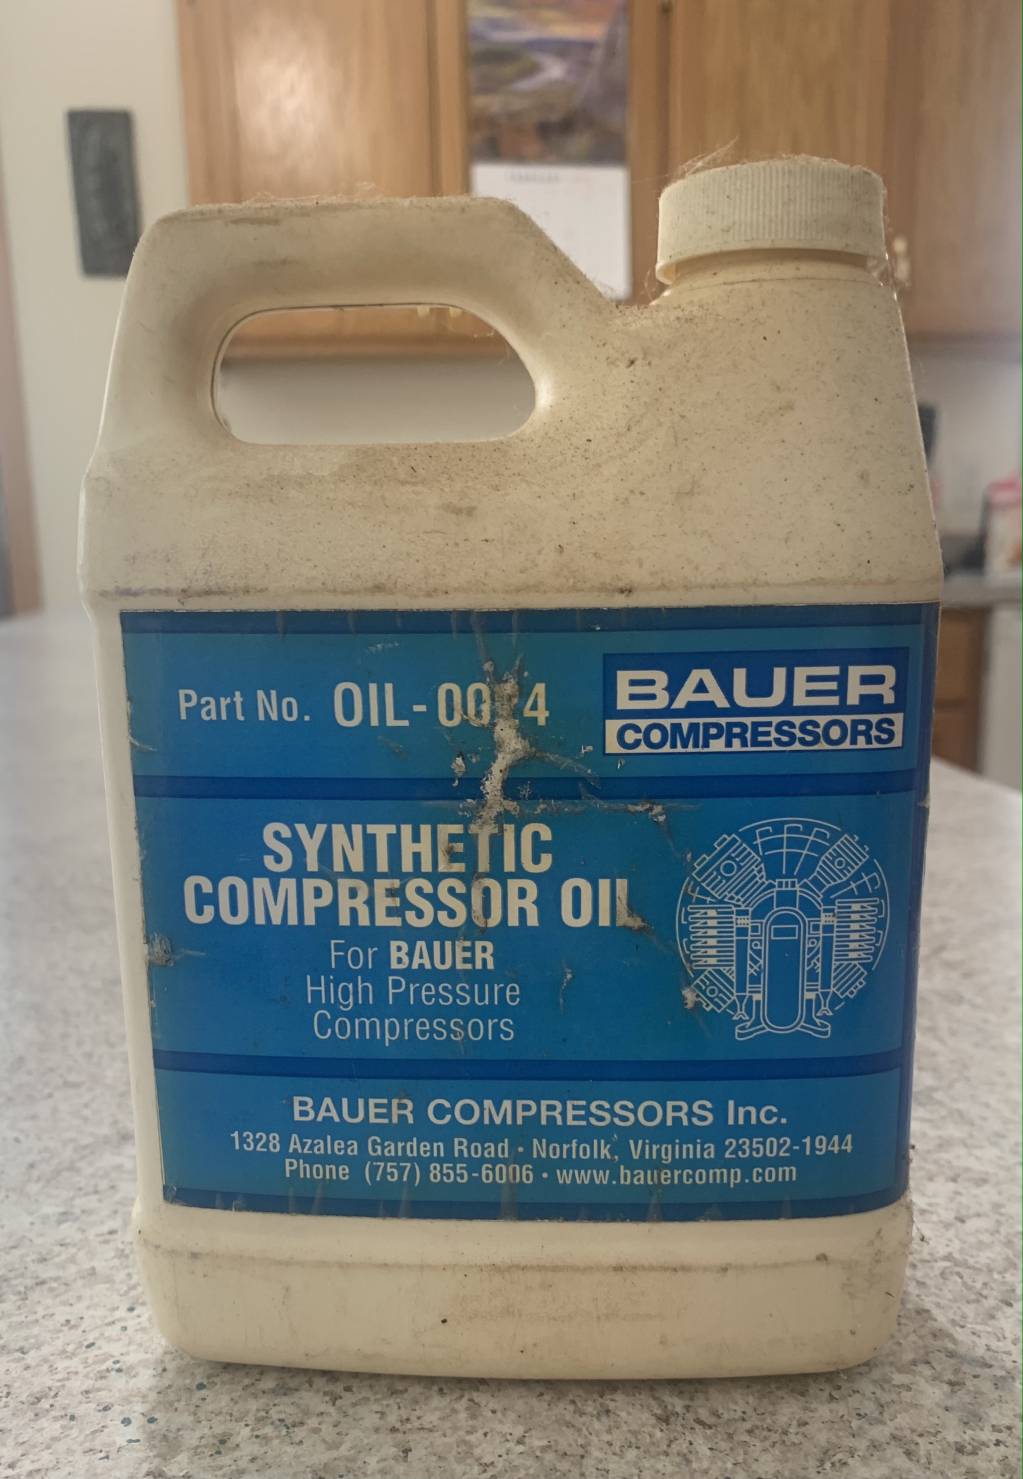 Part No.
BAUER
COMPRESSORS
SYNTHETIC
COMPRESSOR OIL
For BAUER
High Pressure
Compressors
BAUER COMPRESSORS Inc.
1328 Azalea Garden Road • Norfolk, Virginia 23502-1944
Phone (757) 855-6006 • www.bauercomp.com